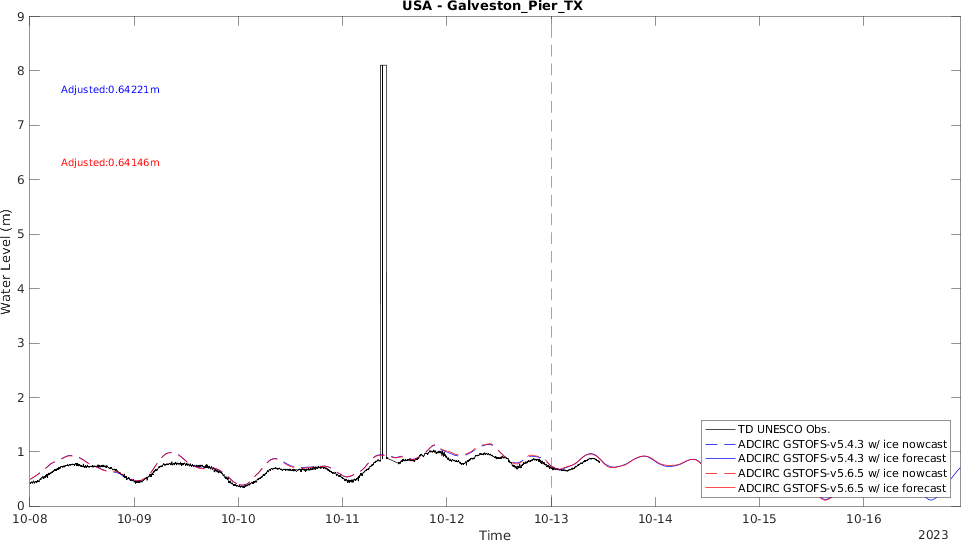 USA - Galveston_Pier_TX
9
8
7
6
5
4
3
2
1
0
Water Level (m)
Adjusted:0.64221m
Adjusted:0.64146m
TD UNESCO Obs.
ADCIRC GSTOFS-v5.4.3 w/ ice nowcast
ADCIRC GSTOFS-v5.4.3 w/ ice forecast
ADCIRC GSTOFS-v5.6.5 w/ ice nowcast
ADCIRC GSTOFS-v5.6.5 w/ ice forecast
10-08 10-09 10-10 10-11 10-12 10-13 10-14 10-15 10-16
Time
2023